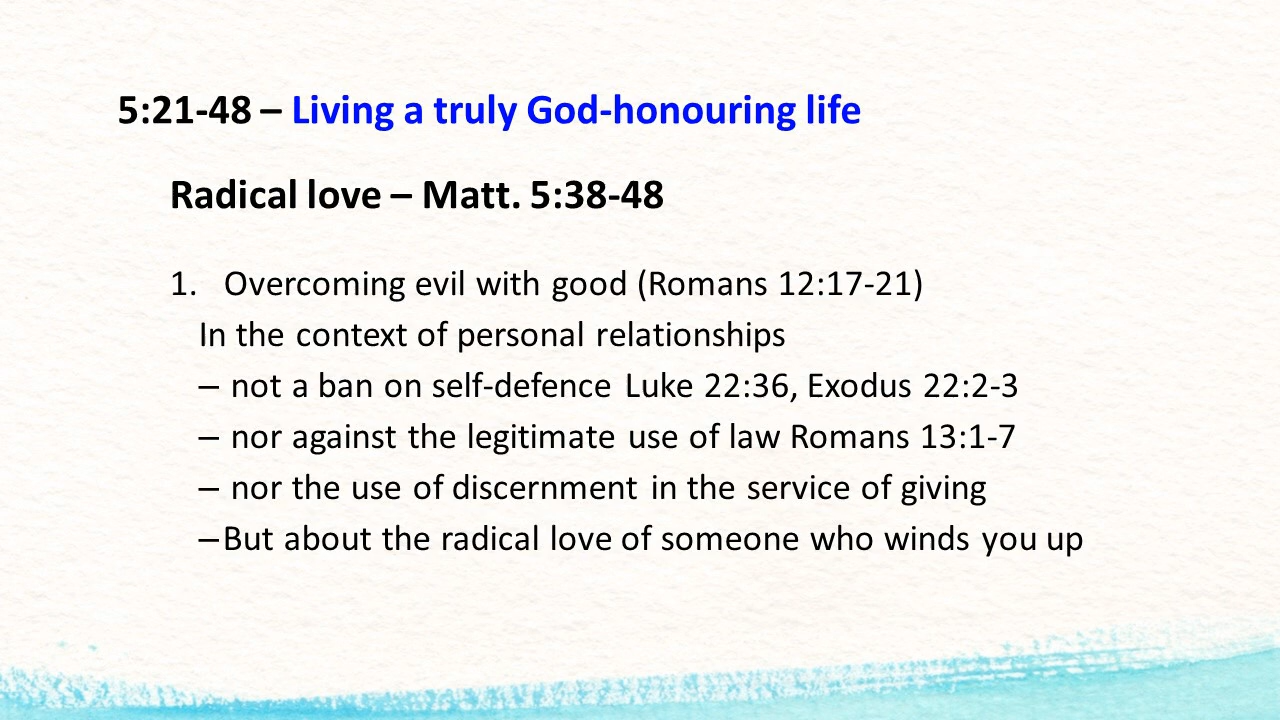 5:21-48 – Living a truly God-honouring life
Radical love – Matt. 5:38-48
1. Overcoming evil with good (Romans 12:17-21)
In the context of personal relationships
– not a ban on self-defence Luke 22:36, Exodus 22:2-3
– nor against the legitimate use of law Romans 13:1-7
– nor the use of discernment in the service of giving
–But about the radical love of someone who winds you up